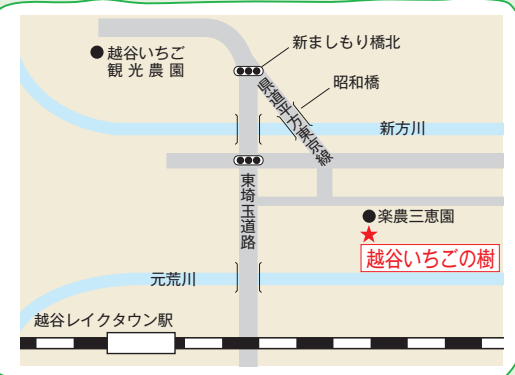 新ましもり橋北
越谷いちご
観光農園
昭和橋
県道平方東京線
新方川
東埼玉道路
楽農三恵園
越谷いちごの樹
元荒川
越谷レイクタウン駅